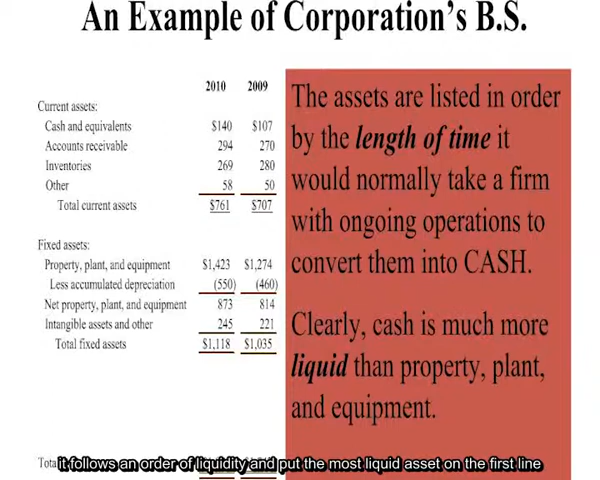 An Example of Corporation's B.S.
2010 2009
Current assets:
Cash and equivalents $140 $107
Accounts receivable 294 270
Inventories 269 280
Other 58 50
Total current assets $761 $707
Fixed assets:
Property, plant, and equipment $1,423 $1,274
Less accumulated depreciation (550) (460)
Net property, plant, and equipment 873 814
Intangible assets and other 245 221
Total fixed assets $1,118 $1,035
The assets are listed in order
by the length of time it
would normally take a firm
with ongoing operations to
convert them into CASH.
Clearly, cash is much more
liquid than property, plant,
and equipment.
it follows an order of liquidity and put the most liquid asset on the first line